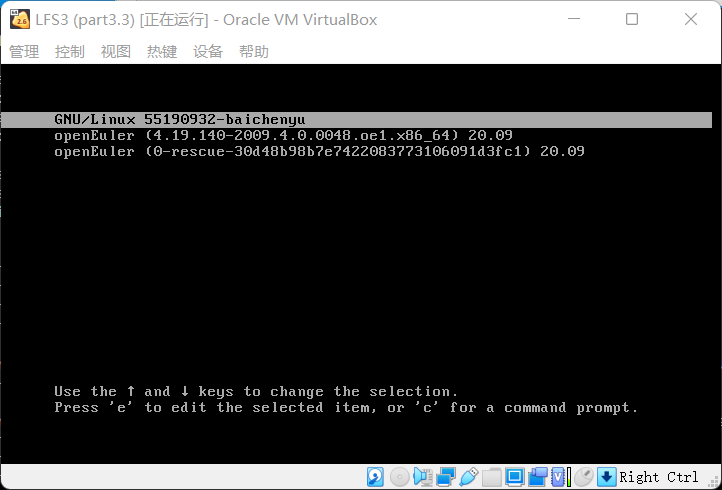 LFS3 (part3.3) [正在运行] - Oracle VM VirtualBox
管理 控制 视图 热键 设备 帮助
GNU/Linux 55190932-baichenyu
openEuler (4.19.140-2009.4.0.0048.oe1.x86_64) 20.09
openEuler (0-rescue-30d48b98b7e7422083773106091d3fc1) 20.09
Use the ↑ and ↓ keys to change the selection.
Press 'e' to edit the selected item, or 'c' for a command prompt.
Right Ctrl